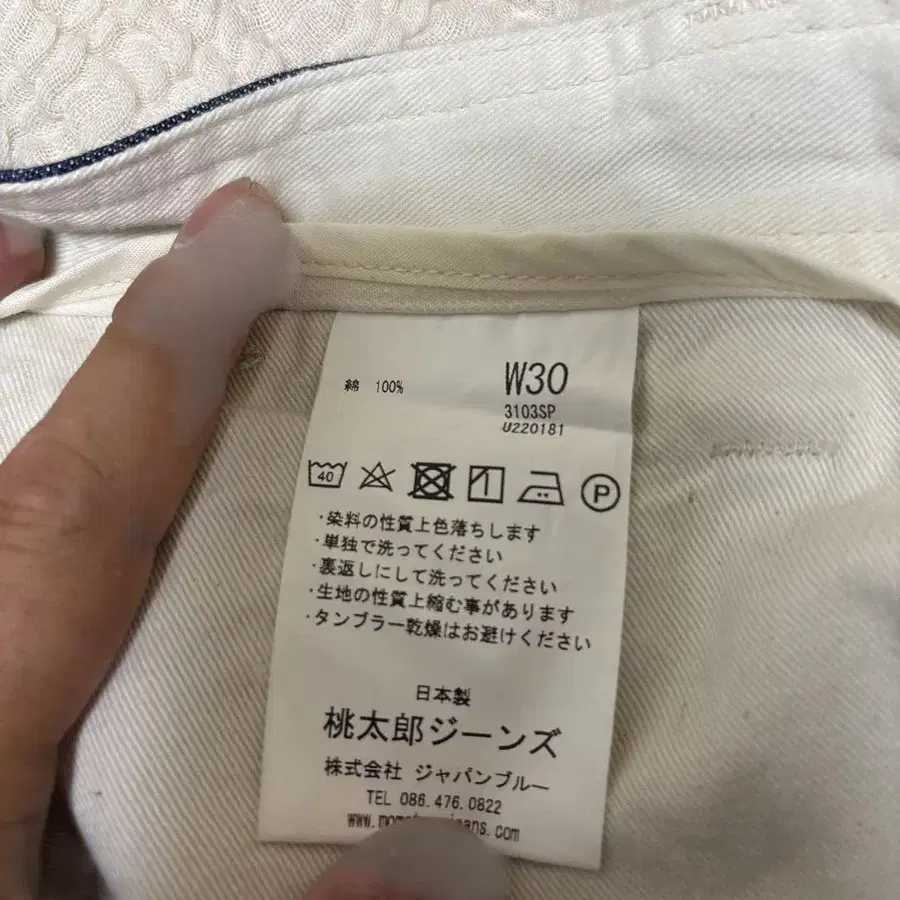 綿 100%
W30
3103SP
U220181
40
P
・染料の性質上色落ちします
・単独で洗ってください
・裏返しにして洗ってください
・生地の性質上縮む事があります
・タンブラー乾燥はお避けください
日本製
桃太郎ジーンズ
株式会社 ジャパンブルー
TEL 086.476.0822